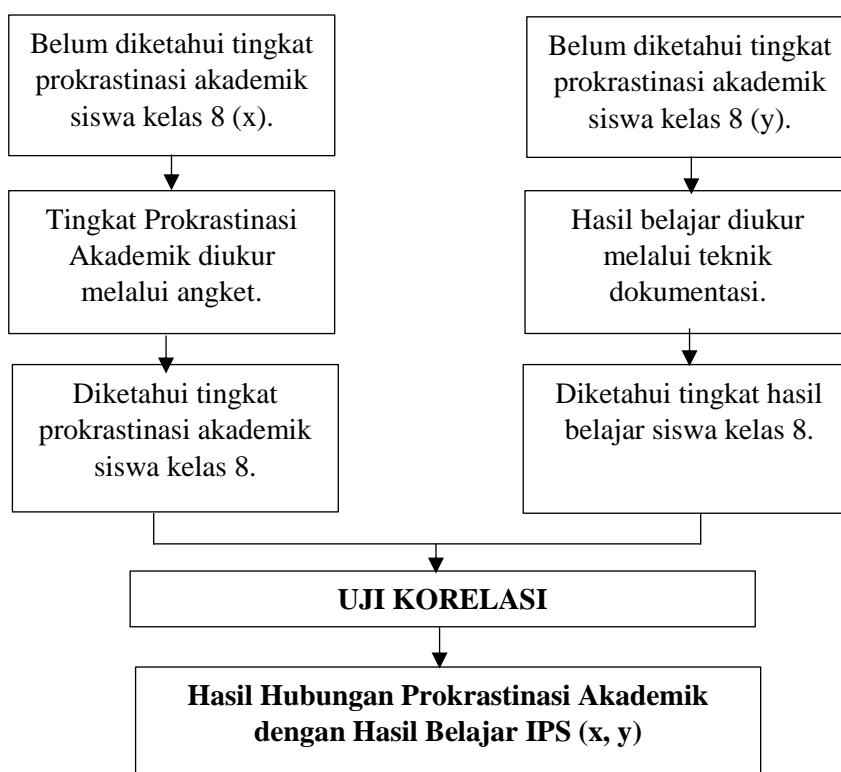 Belum diketahui tingkat
prokrastinasi akademik
siswa kelas 8 (x).
Belum diketahui tingkat
prokrastinasi akademik
siswa kelas 8 (y).
Tingkat Prokrastinasi
Akademik diukur
melalui angket.
Hasil belajar diukur
melalui teknik
dokumentasi.
Diketahui tingkat
prokrastinasi akademik
siswa kelas 8.
Diketahui tingkat hasil
belajar siswa kelas 8.
UJI KORELASI
Hasil Hubungan Prokrastinasi Akademik
dengan Hasil Belajar IPS (x, y)